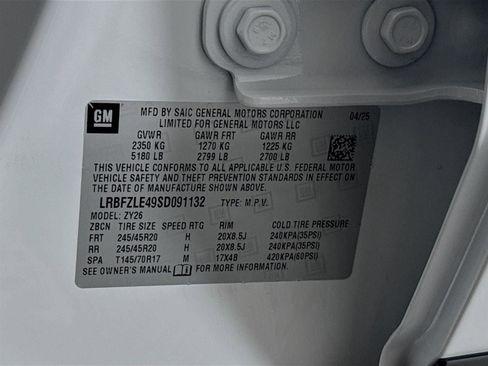 GM
MFD BY SAIC GENERAL MOTORS CORPORATION 04/25
LIMITED FOR GENERAL MOTORS LLC
GVWR GAWR FRT GAWR RR
2350 KG 1270 KG 1225 KG
5180 LB 2799 LB 2700 LB
THIS VEHICLE CONFORMS TO ALL APPLICABLE U.S. FEDERAL MOTOR
VEHICLE SAFETY AND THEFT PREVENTION STANDARDS IN EFFECT ON THE
DATE OF MANUFACTURE SHOWN ABOVE.
LRBFZLE49SD091132 TYPE: M.P.V.
MODEL: ZY26
ZBCN TIRE SIZE SPEED RTG RIM COLD TIRE PRESSURE
FRT 245/45R20 H 20X8.5J 240KPA(35PSI)
RR 245/45R20 H 20X8.5J 240KPA(35PSI)
SPA T145/70R17 M 17X4B 420KPA(60PSI)
SEE OWNER'S MANUAL FOR MORE INFORMATION.